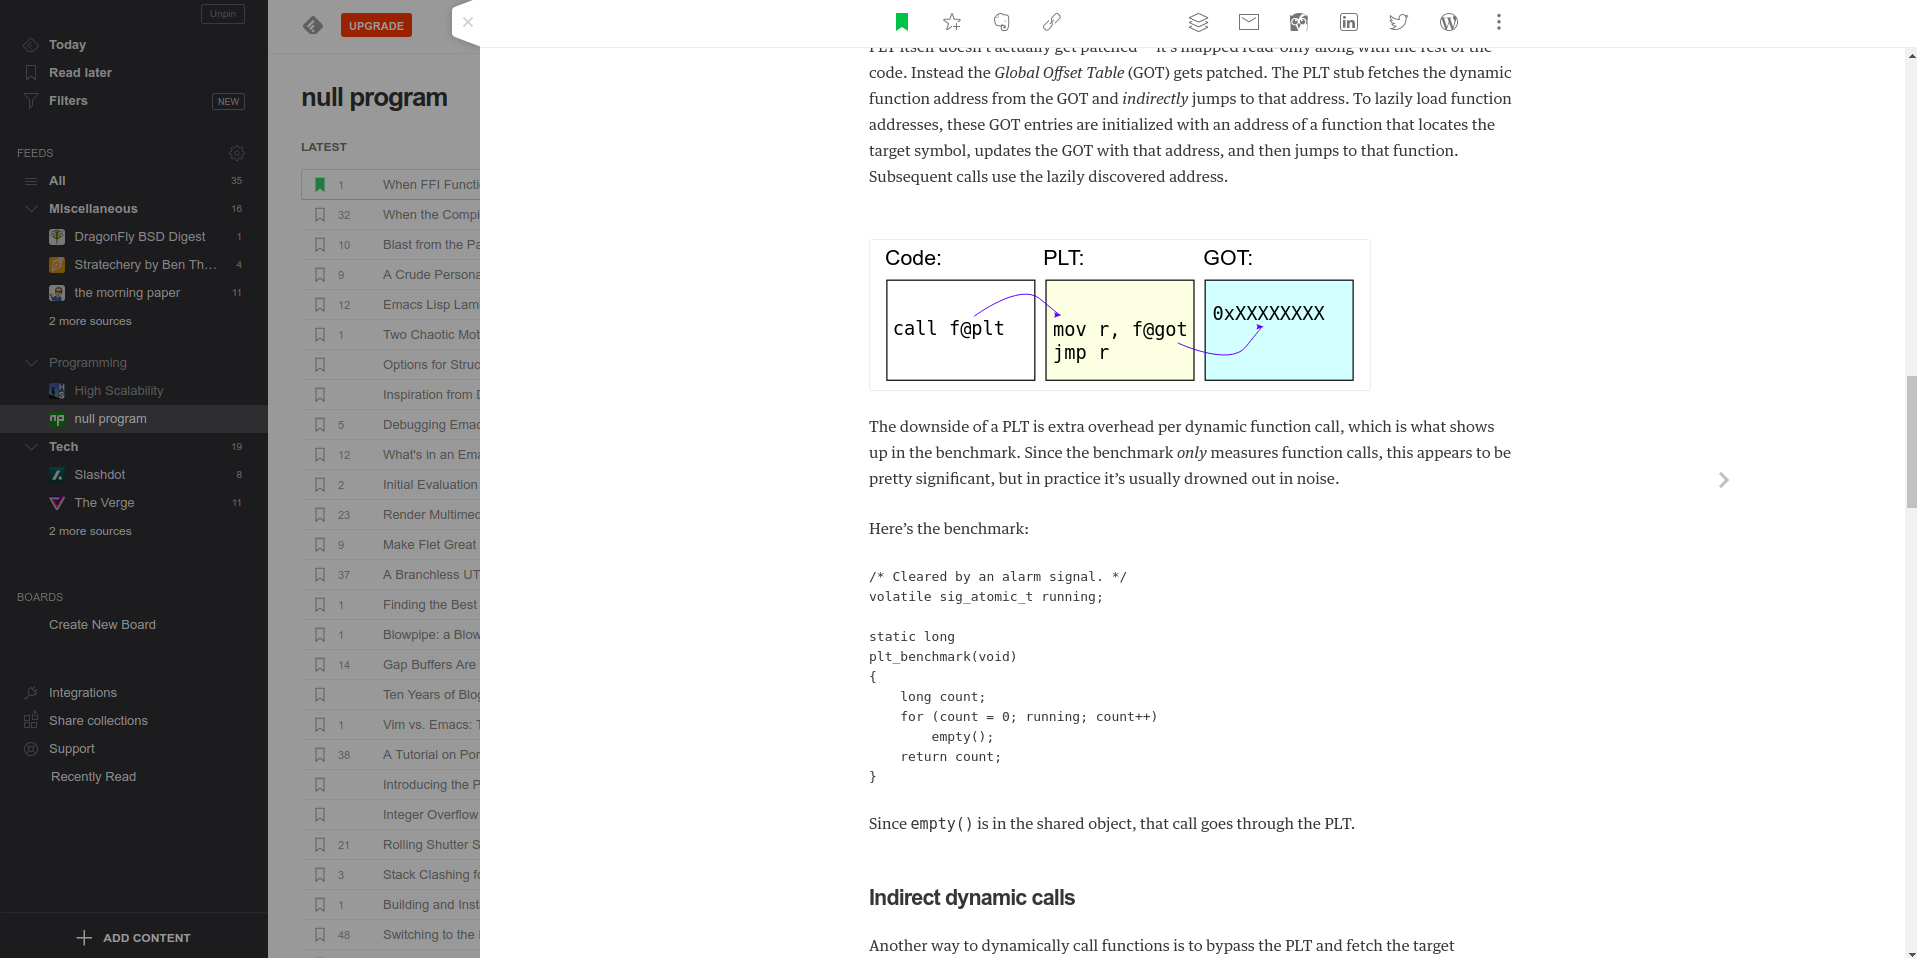 Unpin
Today
Read later
Filters
NEW
FEEDS
All
35
Miscellaneous
16
DragonFly BSD Digest
1
Stratechery by Ben Th...
4
the morning paper
11
2 more sources
Programming
High Scalability
null program
Tech
19
Slashdot
8
The Verge
11
2 more sources
BOARDS
Create New Board
Integrations
Share collections
Support
Recently Read
ADD CONTENT
UPGRADE
null program
LATEST
1 When FFI Functi
32 When the Compi
10 Blast from the Pa
9 A Crude Persona
12 Emacs Lisp Lam
1 Two Chaotic Mot
Options for Struc
Inspiration from
5 Debugging Emac
12 What's in an Ema
2 Initial Evaluation
23 Render Multimed
9 Make Flet Great
37 A Branchless UT
1 Finding the Best
1 Blowpipe: a Blow
14 Gap Buffers Are
Ten Years of Blog
1 Vim vs. Emacs:
38 A Tutorial on Por
Introducing the P
Integer Overflow
21 Rolling Shutter S
3 Stack Clashing fo
1 Building and Inst
48 Switching to the
PLT itself doesn't actually get patched — it's mapped read-only along with the rest of the
code. Instead the Global Offset Table (GOT) gets patched. The PLT stub fetches the dynamic
function address from the GOT and indirectly jumps to that address. To lazily load function
addresses, these GOT entries are initialized with an address of a function that locates the
target symbol, updates the GOT with that address, and then jumps to that function.
Subsequent calls use the lazily discovered address.
Code: PLT: GOT:
call f@plt
mov r, f@got
jmp r
0xXXXXXXXX
The downside of a PLT is extra overhead per dynamic function call, which is what shows
up in the benchmark. Since the benchmark only measures function calls, this appears to be
pretty significant, but in practice it’s usually drowned out in noise.
Here’s the benchmark:
/* Cleared by an alarm signal. */
volatile sig_atomic_t running;
static long
plt_benchmark(void)
{
    long count;
    for (count = 0; running; count++)
        empty();
    return count;
}
Since empty() is in the shared object, that call goes through the PLT.
Indirect dynamic calls
Another way to dynamically call functions is to bypass the PLT and fetch the target